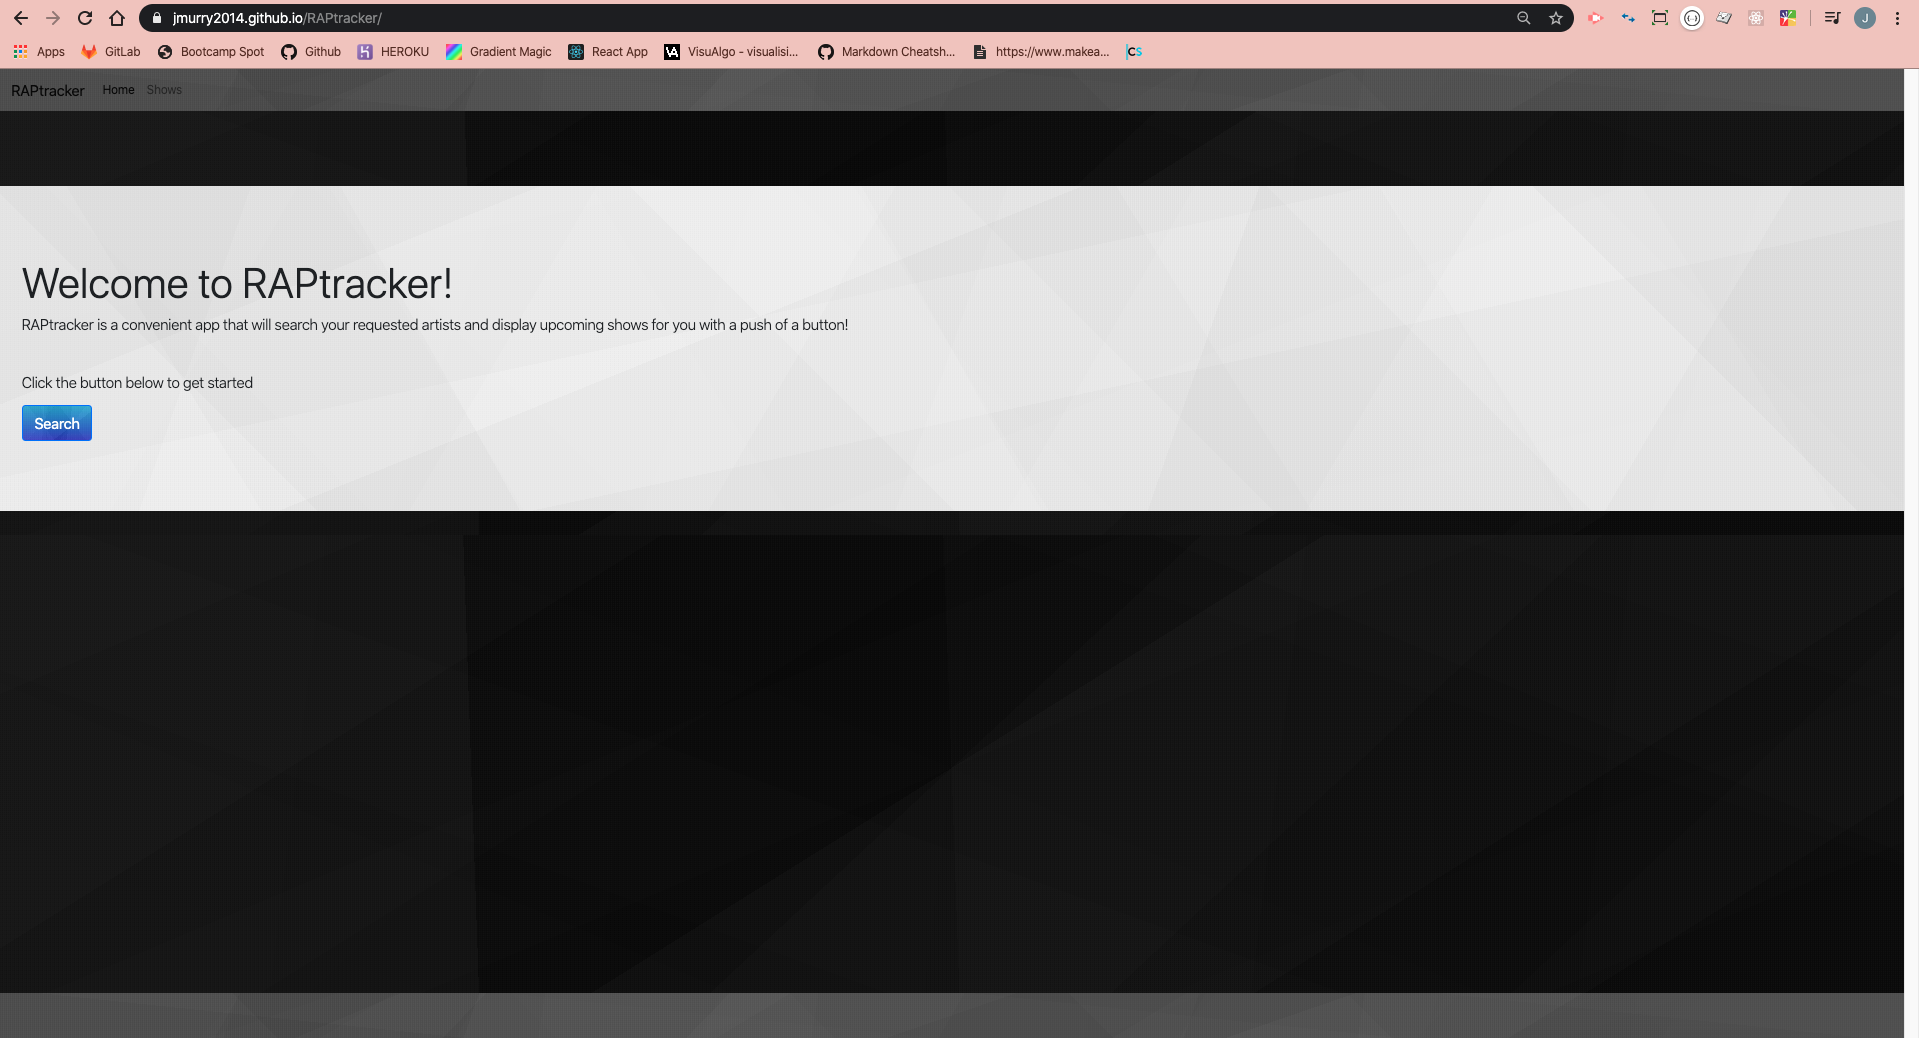 jmurry2014.github.io/RAPtracker/
J
Apps GitLab Bootcamp Spot Github HEROKU Gradient Magic React App VisuAlgo - visualisi... Markdown Cheatsh... https://www.makea... CS
RAPtracker Home Shows
Welcome to RAPtracker!
RAPtracker is a convenient app that will search your requested artists and display upcoming shows for you with a push of a button!
Click the button below to get started
Search